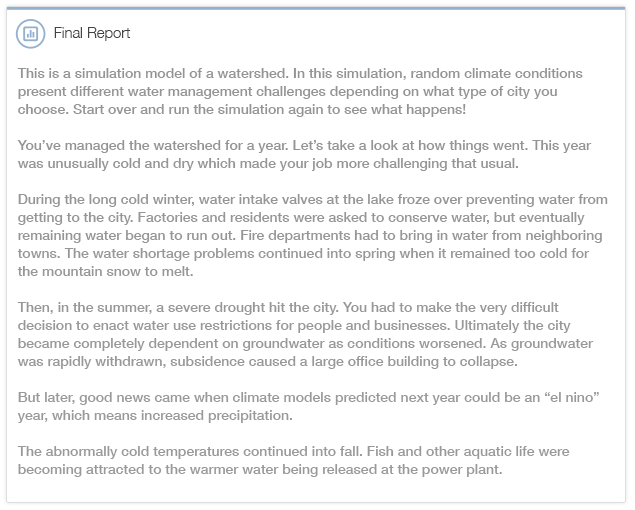 Final Report
This is a simulation model of a watershed. In this simulation, random climate conditions
present different water management challenges depending on what type of city you
choose. Start over and run the simulation again to see what happens!
You've managed the watershed for a year. Let's take a look at how things went. This year
was unusually cold and dry which made your job more challenging that usual.
During the long cold winter, water intake valves at the lake froze over preventing water from
getting to the city. Factories and residents were asked to conserve water, but eventually
remaining water began to run out. Fire departments had to bring in water from neighboring
towns. The water shortage problems continued into spring when it remained too cold for
the mountain snow to melt.
Then, in the summer, a severe drought hit the city. You had to make the very difficult
decision to enact water use restrictions for people and businesses. Ultimately the city
became completely dependent on groundwater as conditions worsened. As groundwater
was rapidly withdrawn, subsidence caused a large office building to collapse.
But later, good news came when climate models predicted next year could be an “el nino”
year, which means increased precipitation.
The abnormally cold temperatures continued into fall. Fish and other aquatic life were
becoming attracted to the warmer water being released at the power plant.